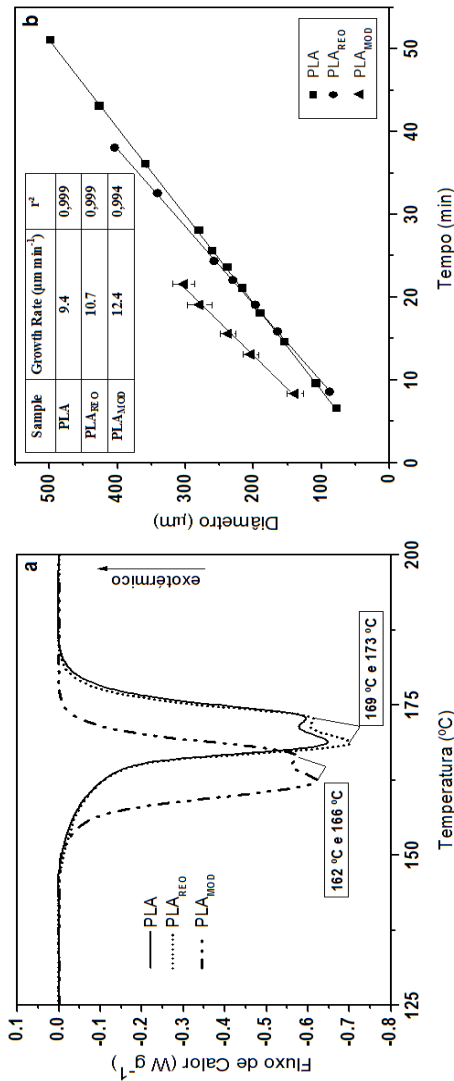 a
0.1
0.0
-0.1
-0.2
-0.3
-0.4
-0.5
-0.6
-0.7
-0.8
Fluxo de Calor (W g⁻¹)
exotérmico
PLA
PLA_REO
PLA_MOD
162 ºC e 166 ºC
169 ºC e 173 ºC
125
150
175
200
Temperatura (ºC)
b
500
400
300
200
100
0
Diâmetro (µm)
Sample Growth Rate (µm min⁻¹) r²
PLA 9.4 0,999
PLA_REO 10.7 0,999
PLA_MOD 12.4 0,994
PLA
PLA_REO
PLA_MOD
0
10
20
30
40
50
Tempo (min)